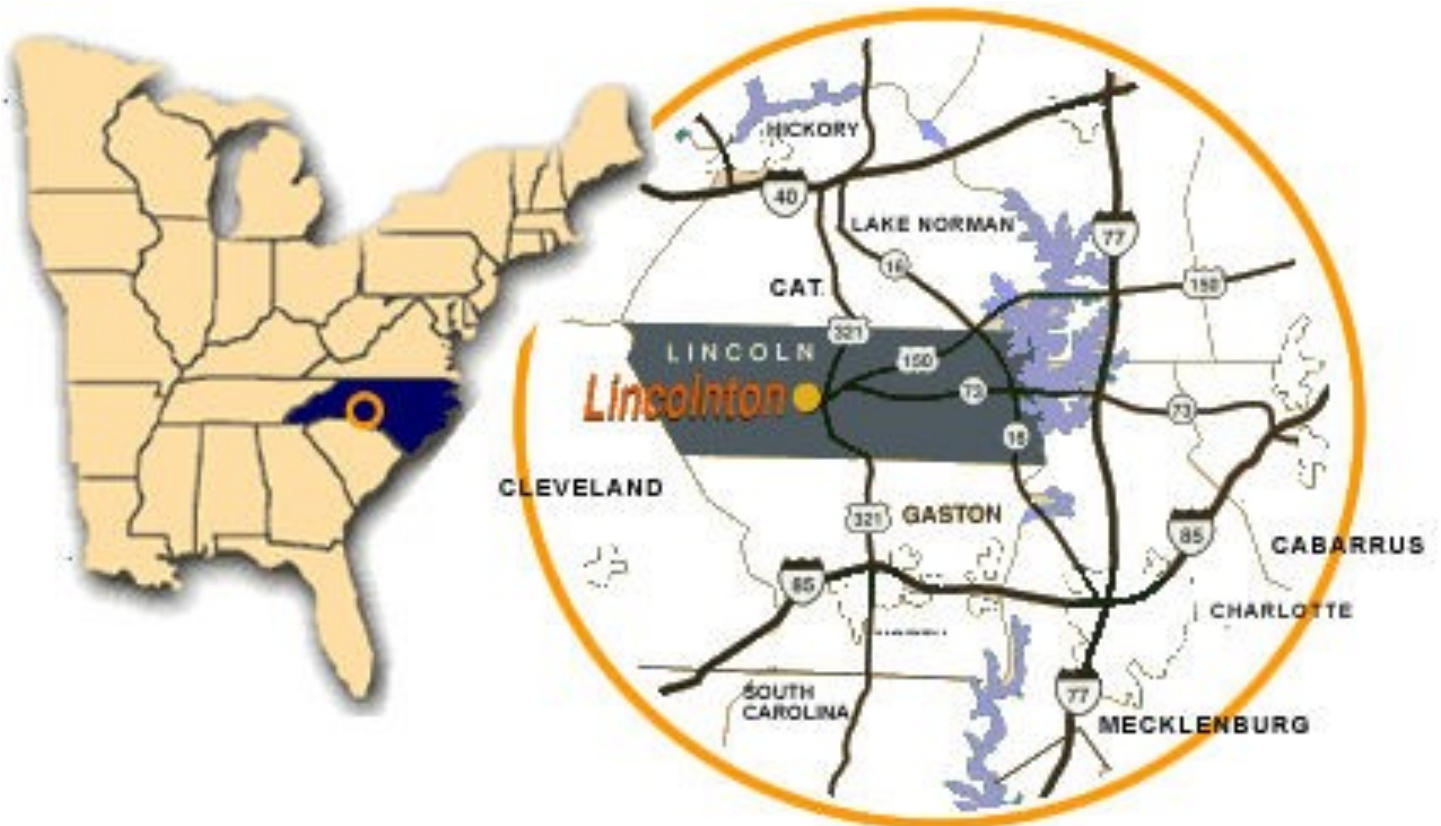 HICKORY
40
LAKE NORMAN
77
16
150
CAT.
321
LINCOLN
150
Lincolnton
73
73
16
CLEVELAND
321
GASTON
85
CABARRUS
85
CHARLOTTE
77
SOUTH
CAROLINA
MECKLENBURG